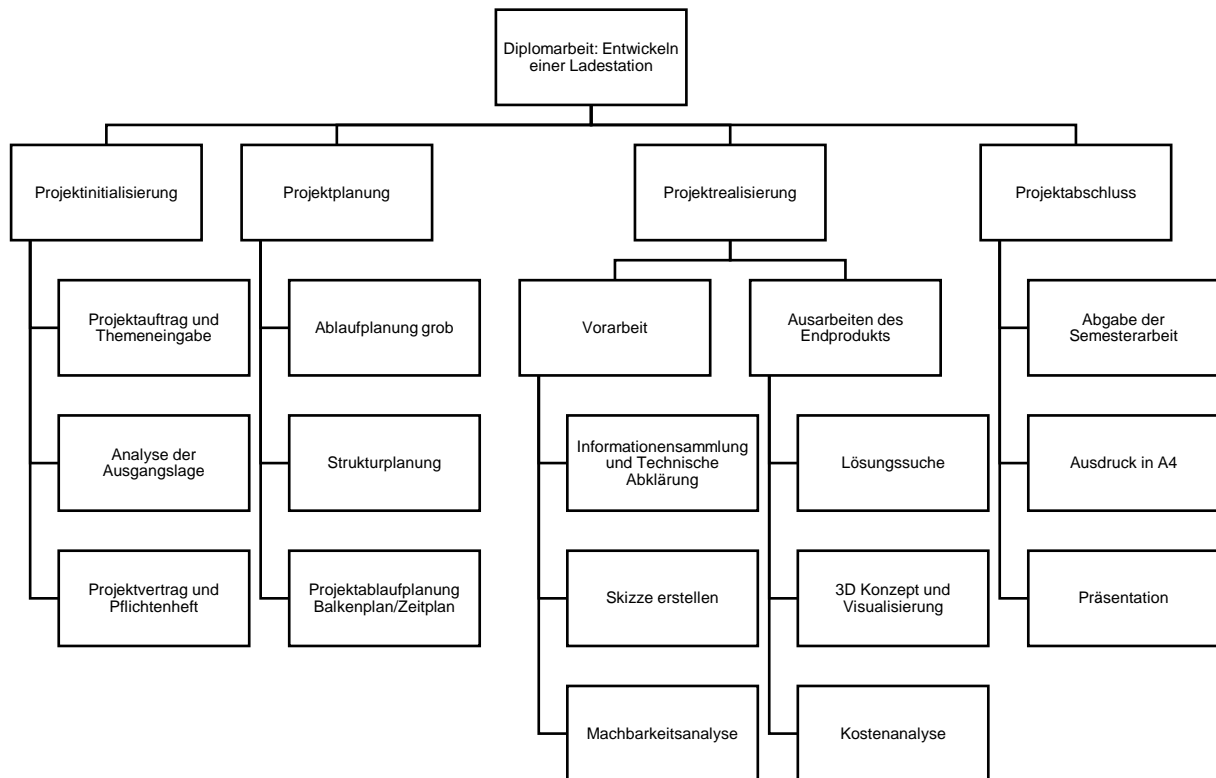 Diplomarbeit: Entwickeln
einer Ladestation
Projektinitialisierung
Projektplanung
Projektrealisierung
Projektabschluss
Projektauftrag und
Themeneingabe
Ablaufplanung grob
Vorarbeit
Ausarbeiten des
Endprodukts
Abgabe der
Semesterarbeit
Analyse der
Ausgangslage
Strukturplanung
Informationensammlung
und Technische
Abklärung
Lösungssuche
Ausdruck in A4
Projektvertrag und
Pflichtenheft
Projektablaufplanung
Balkenplan/Zeitplan
Skizze erstellen
3D Konzept und
Visualisierung
Präsentation
Machbarkeitsanalyse
Kostenanalyse